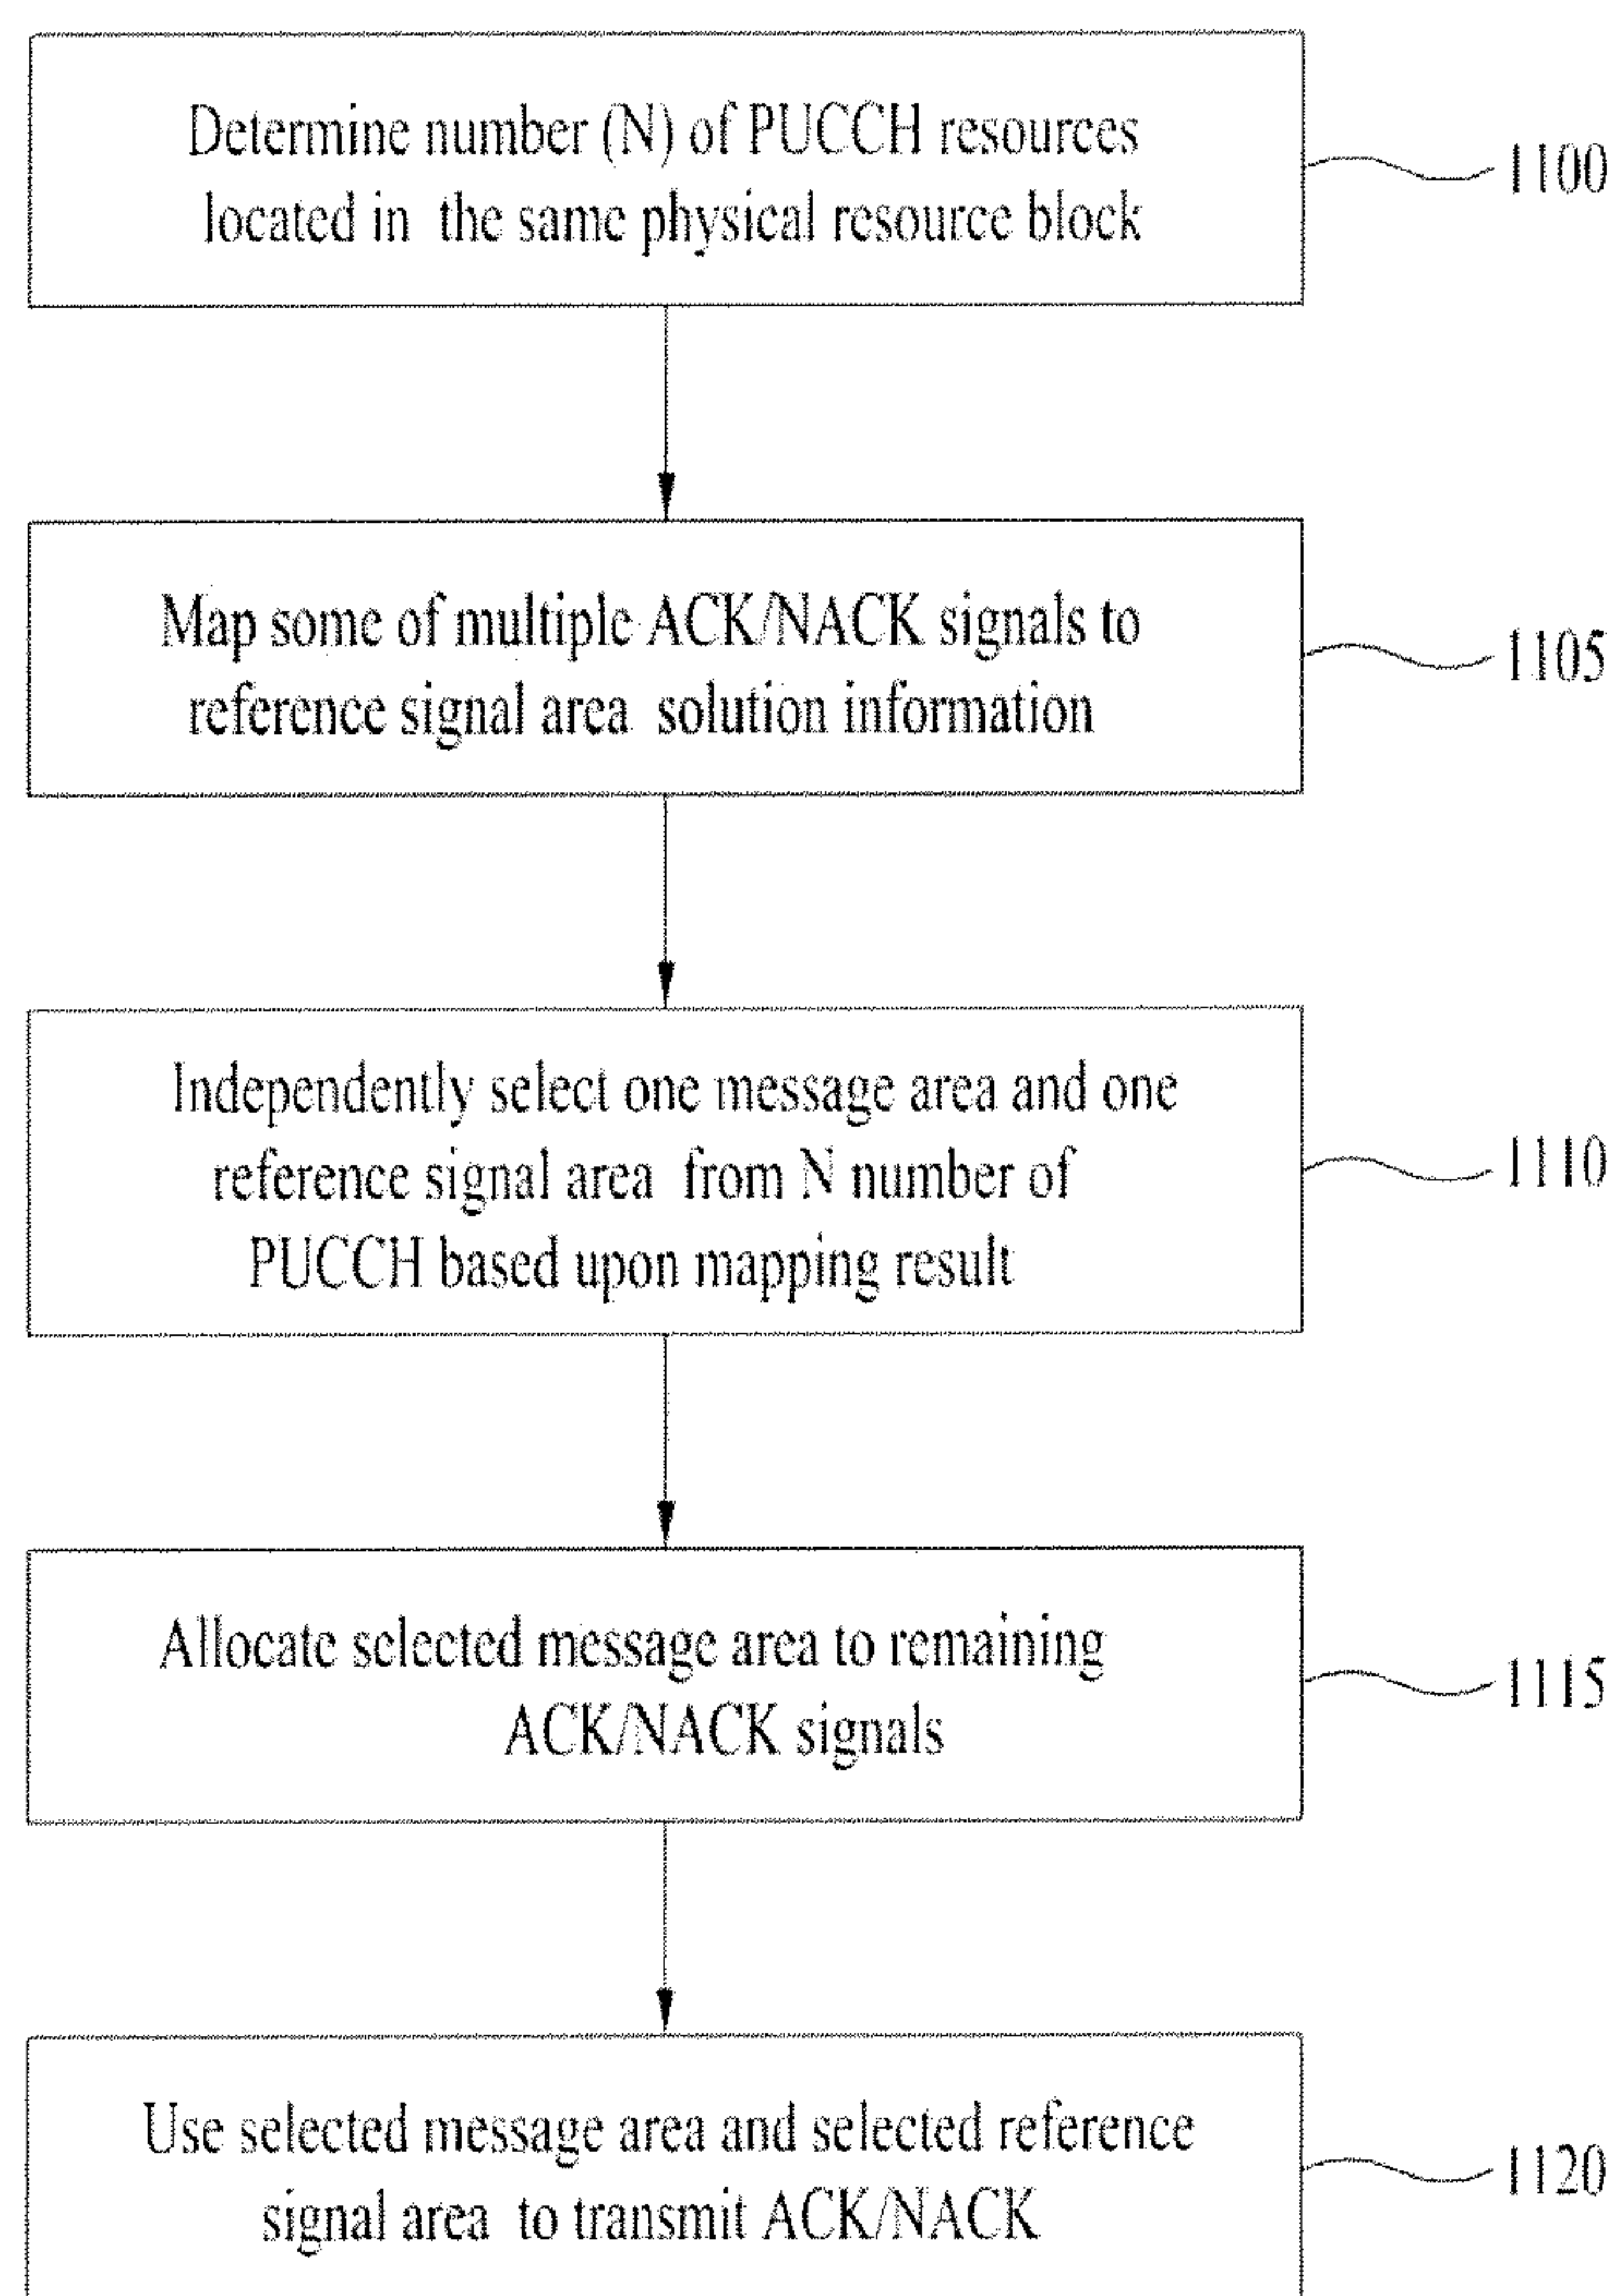 Determine number (N) of PUCCH resources
located in the same physical resource block
1100
Map some of multiple ACK/NACK signals to
reference signal area solution information
1105
Independently select one message area and one
reference signal area from N number of
PUCCH based upon mapping result
1110
Allocate selected message area to remaining
ACK/NACK signals
1115
Use selected message area and selected reference
signal area to transmit ACK/NACK
1120